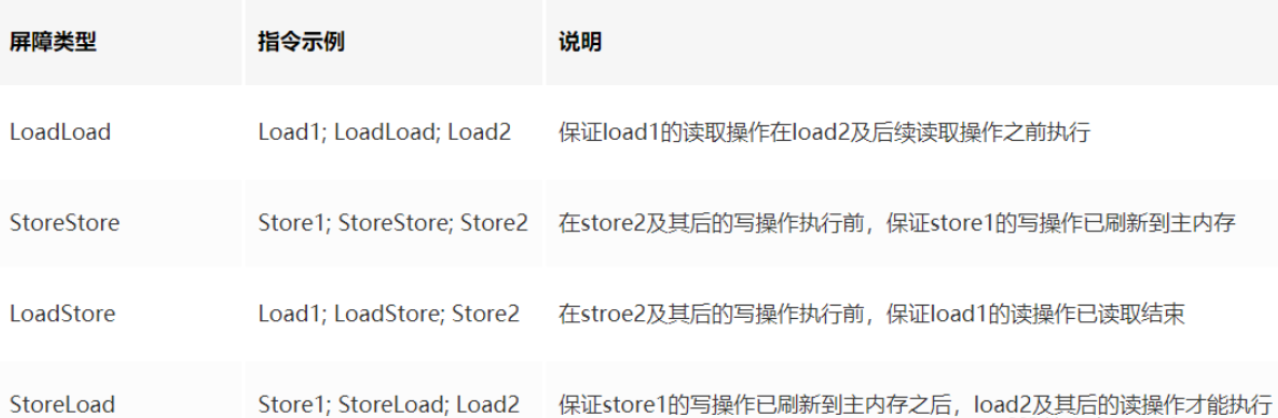 屏障类型 指令示例 说明
LoadLoad Load1; LoadLoad; Load2 保证load1的读取操作在load2及后续读取操作之前执行
StoreStore Store1; StoreStore; Store2 在store2及其后的写操作执行前，保证store1的写操作已刷新到主内存
LoadStore Load1; LoadStore; Store2 在stroe2及其后的写操作执行前，保证load1的读操作已读取结束
StoreLoad Store1; StoreLoad; Load2 保证store1的写操作已刷新到主内存之后，load2及其后的读操作才能执行